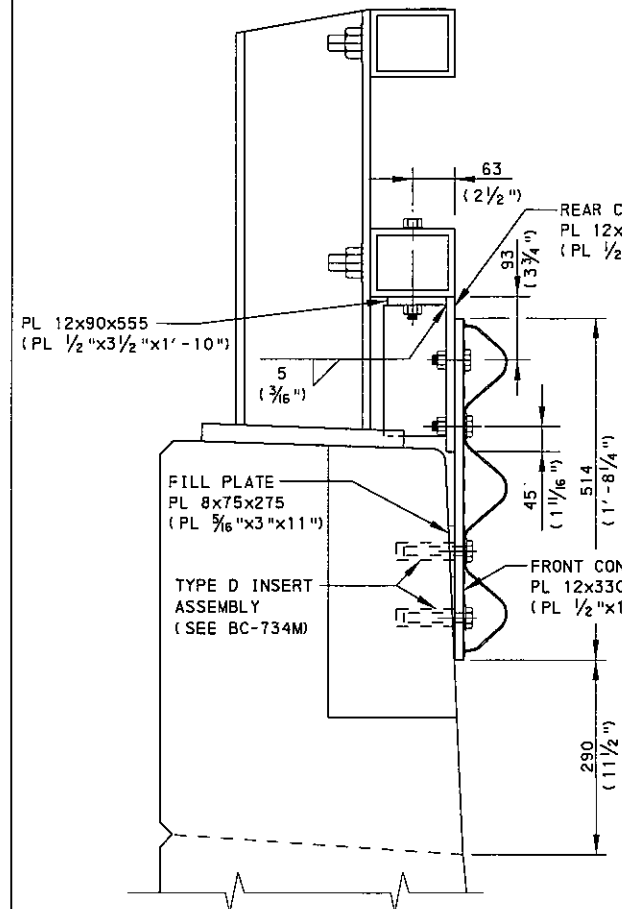 63
(2½")
REAR C
PL 12x
(PL ½
93
(3¾")
PL 12x90x555
(PL ½"x3½"x1'-10")
5
(3/16")
FILL PLATE
PL 8x75x275
(PL 5/16"x3"x11")
45
(1 11/16")
514
(1'-8¼")
TYPE D INSERT
ASSEMBLY
(SEE BC-734M)
FRONT CON
PL 12x330
(PL ½"x1
290
(11½")